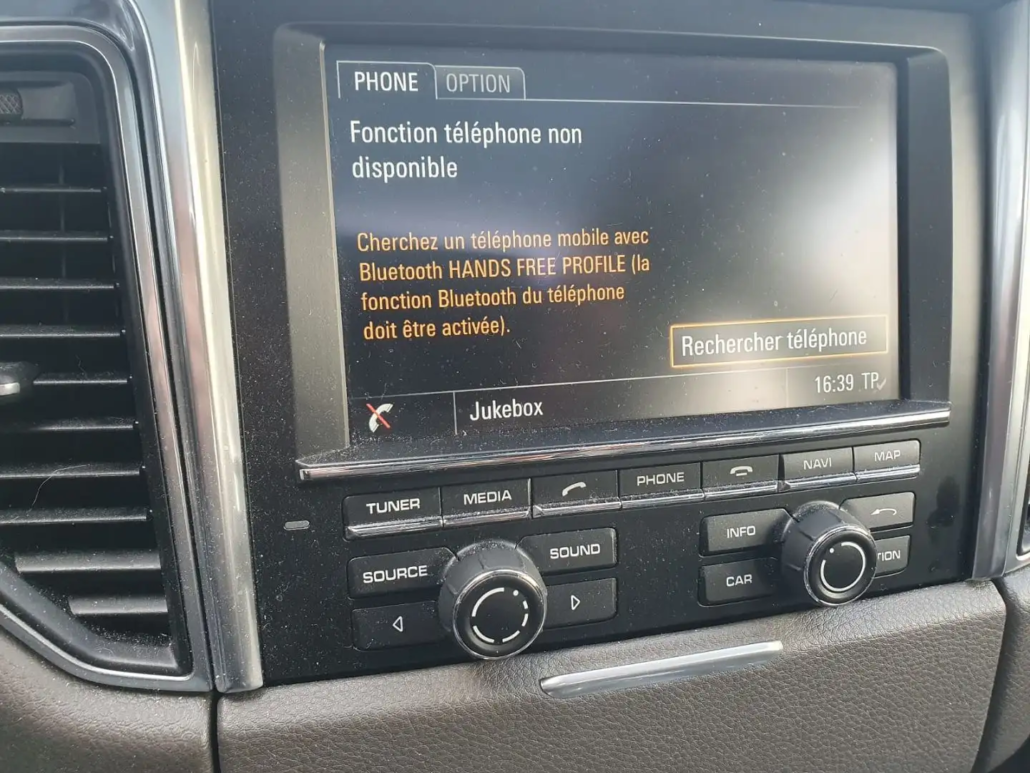 PHONE OPTION
Fonction téléphone non
disponible
Cherchez un téléphone mobile avec
Bluetooth HANDS FREE PROFILE (la
fonction Bluetooth du téléphone
doit être activée).
Rechercher téléphone
Jukebox 16:39 TP
TUNER MEDIA PHONE NAVI MAP
SOURCE SOUND INFO
CAR TION